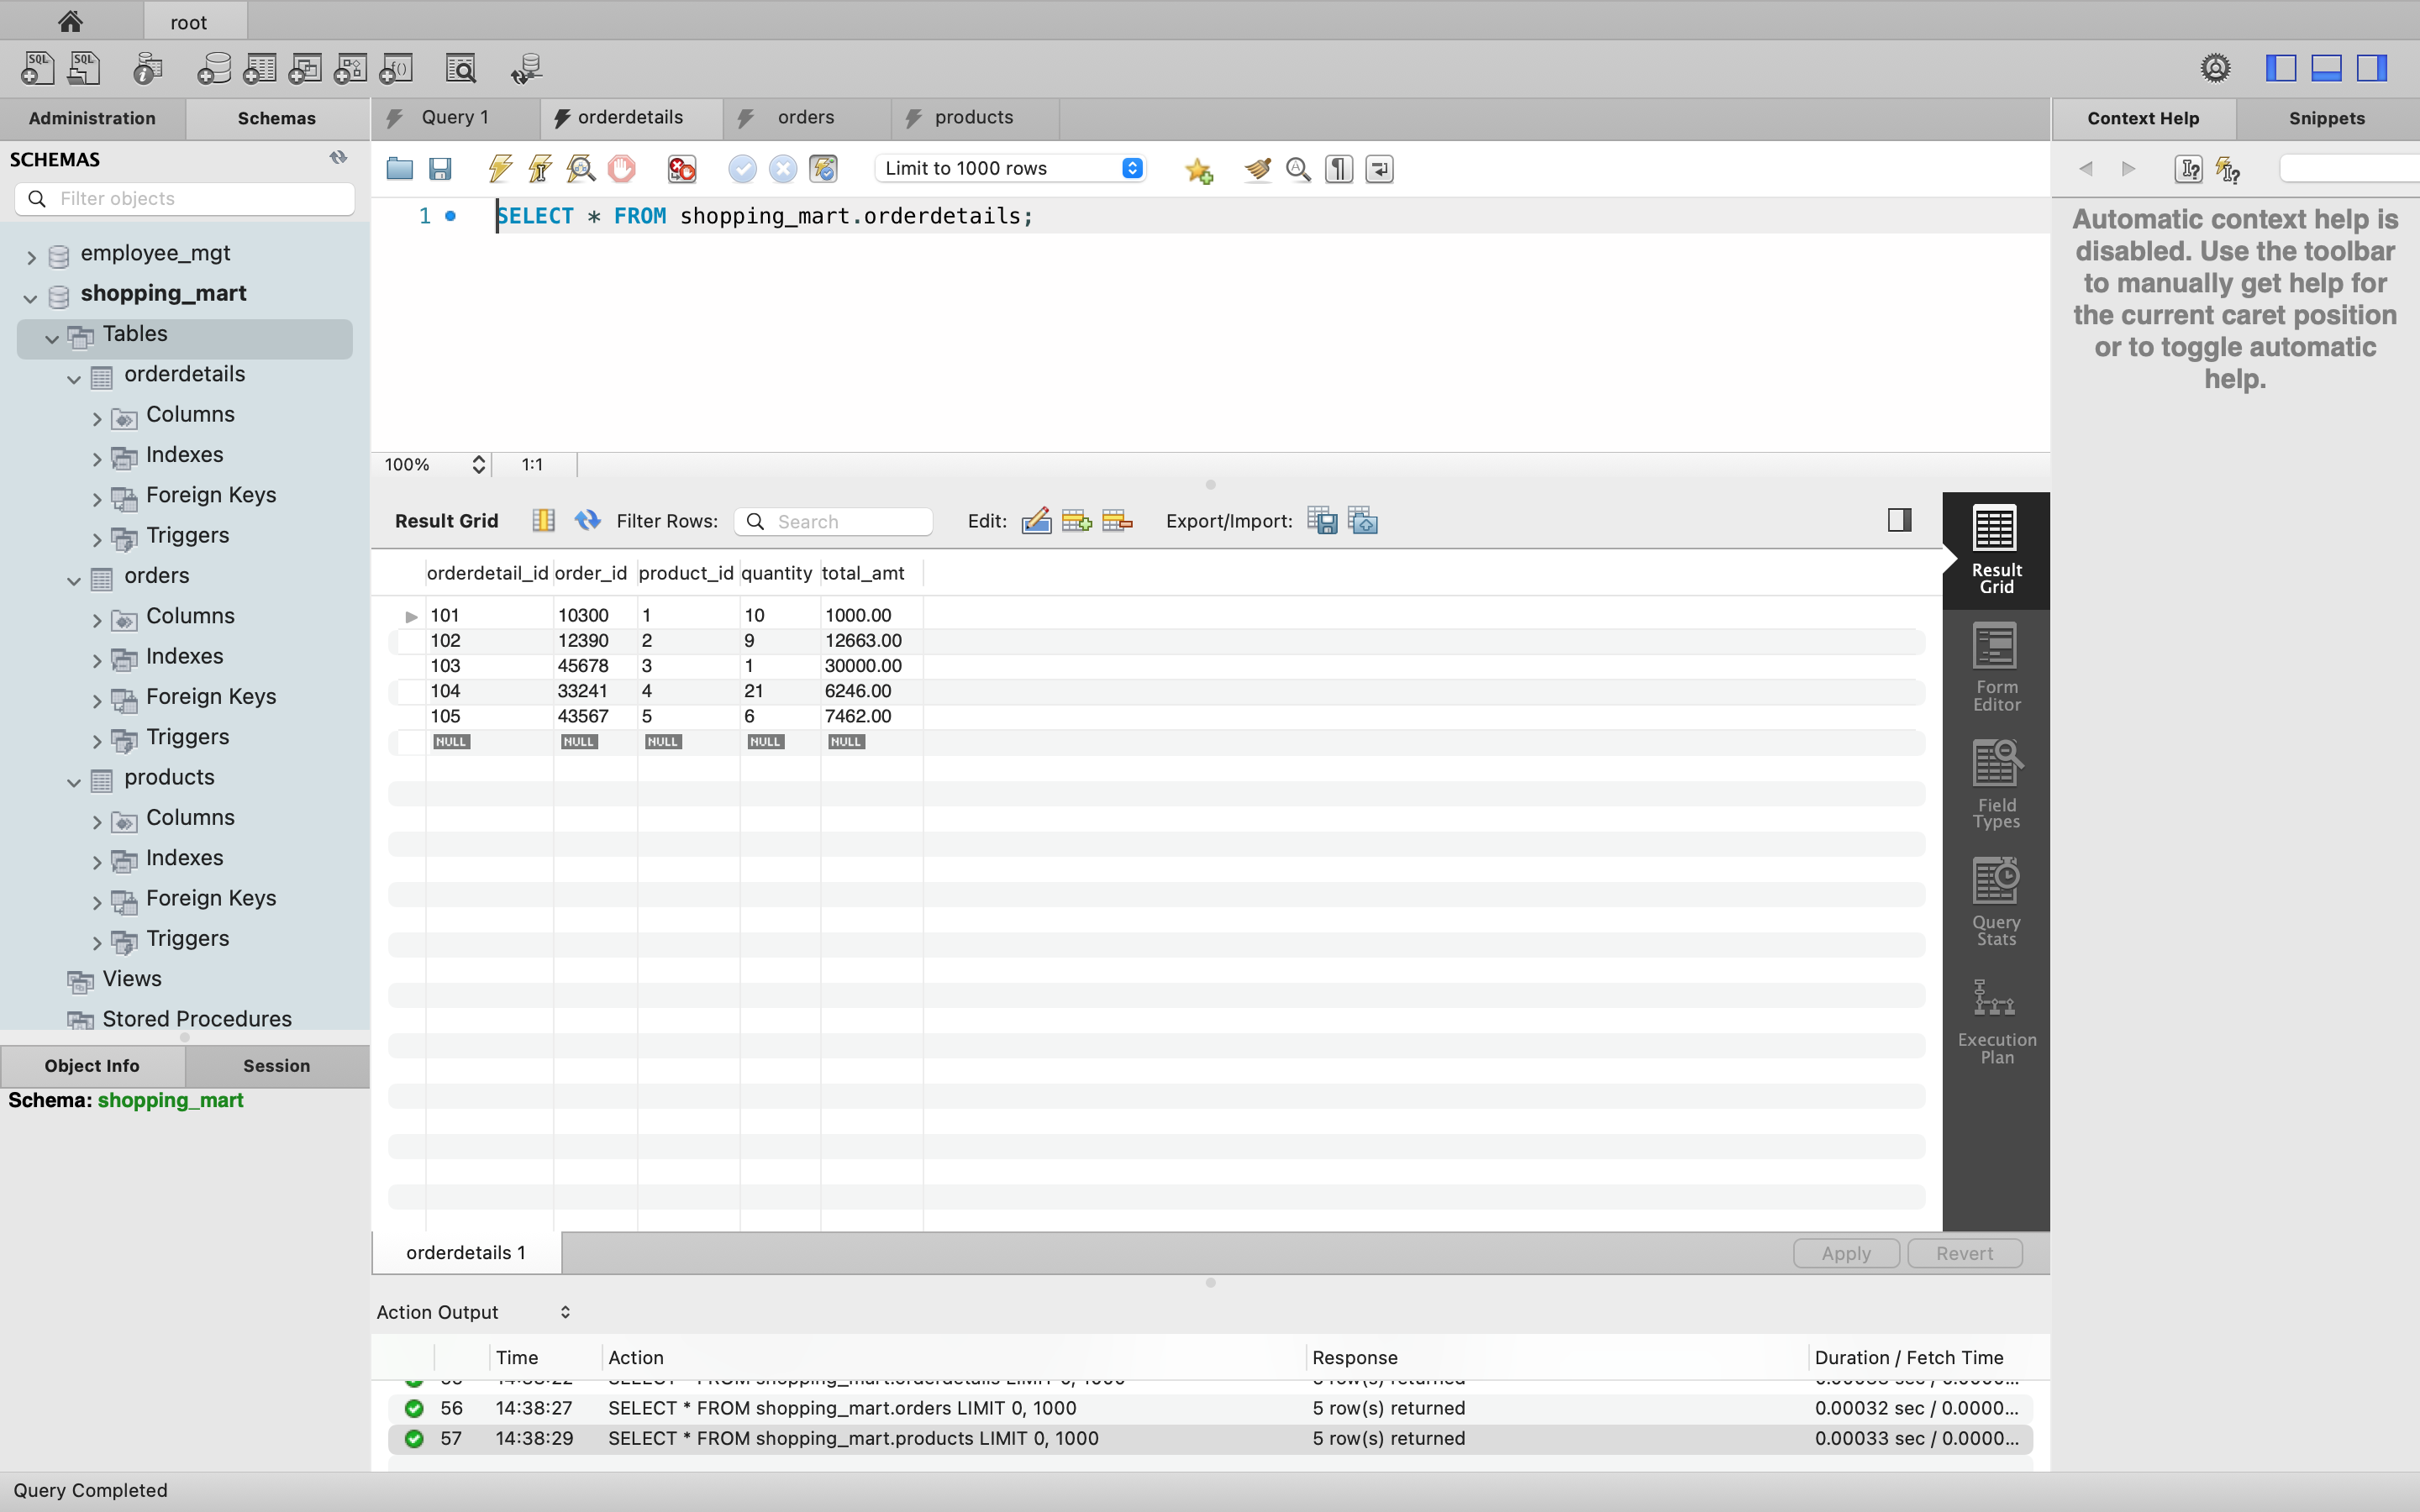 root
Administration
Schemas
Query 1
orderdetails
orders
products
Context Help
Snippets
SCHEMAS
Filter objects
Limit to 1000 rows
1 SELECT * FROM shopping_mart.orderdetails;
Automatic context help is
disabled. Use the toolbar
to manually get help for
the current caret position
or to toggle automatic
help.
employee_mgt
shopping_mart
Tables
orderdetails
Columns
Indexes
Foreign Keys
Triggers
orders
Columns
Indexes
Foreign Keys
Triggers
products
Columns
Indexes
Foreign Keys
Triggers
Views
Stored Procedures
Object Info
Session
Schema: shopping_mart
100% 1:1
Result Grid Filter Rows: Search Edit: Export/Import:
orderdetail_id order_id product_id quantity total_amt
101 10300 1 10 1000.00
102 12390 2 9 12663.00
103 45678 3 1 30000.00
104 33241 4 21 6246.00
105 43567 5 6 7462.00
NULL NULL NULL NULL NULL
Result
Grid
Form
Editor
Field
Types
Query
Stats
Execution
Plan
orderdetails 1
Apply
Revert
Action Output
Time Action Response Duration / Fetch Time
56 14:38:27 SELECT * FROM shopping_mart.orders LIMIT 0, 1000 5 row(s) returned 0.00032 sec / 0.0000...
57 14:38:29 SELECT * FROM shopping_mart.products LIMIT 0, 1000 5 row(s) returned 0.00033 sec / 0.0000...
Query Completed